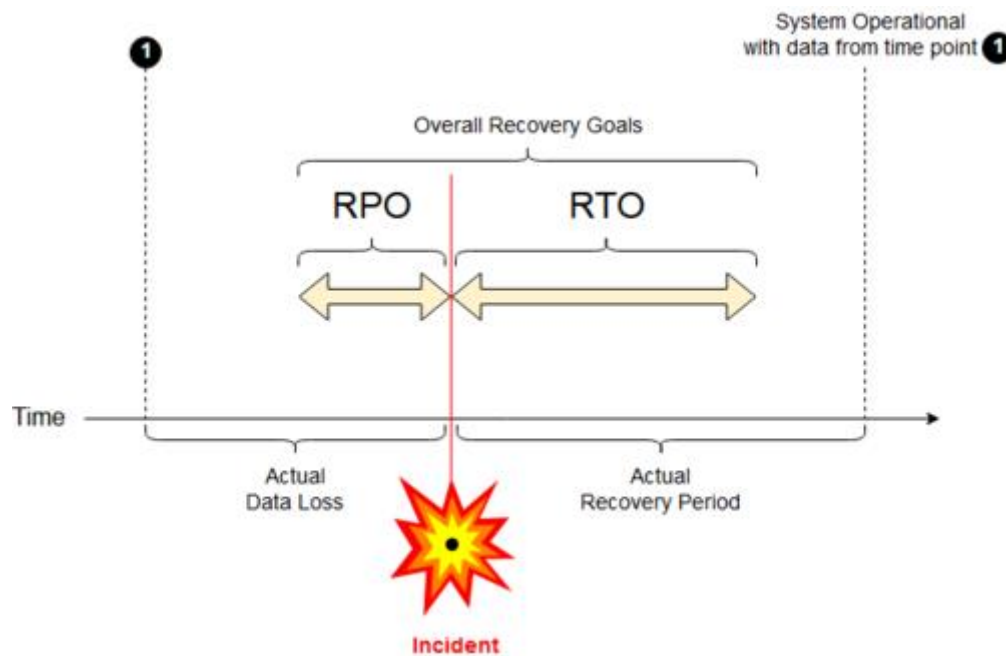 System Operational
with data from time point 1
1
Overall Recovery Goals
RPO
RTO
Time
Actual
Data Loss
Actual
Recovery Period
Incident